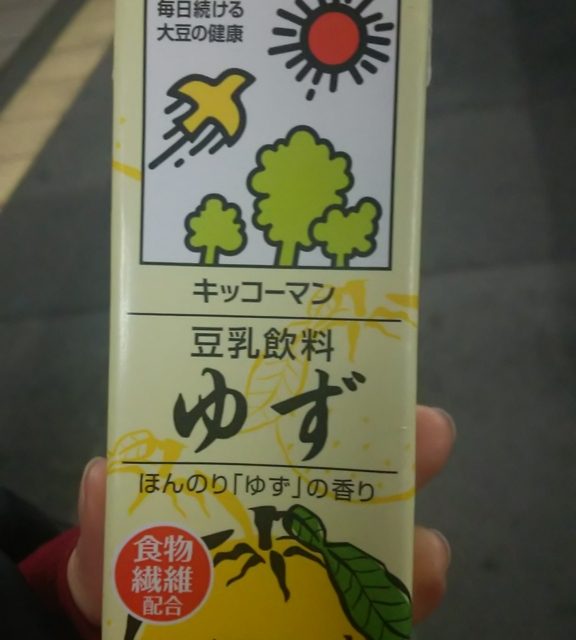 毎日続ける
大豆の健康
キッコーマン
豆乳飲料
ゆず
ほんのり「ゆず」の香り
食物
繊維
配合